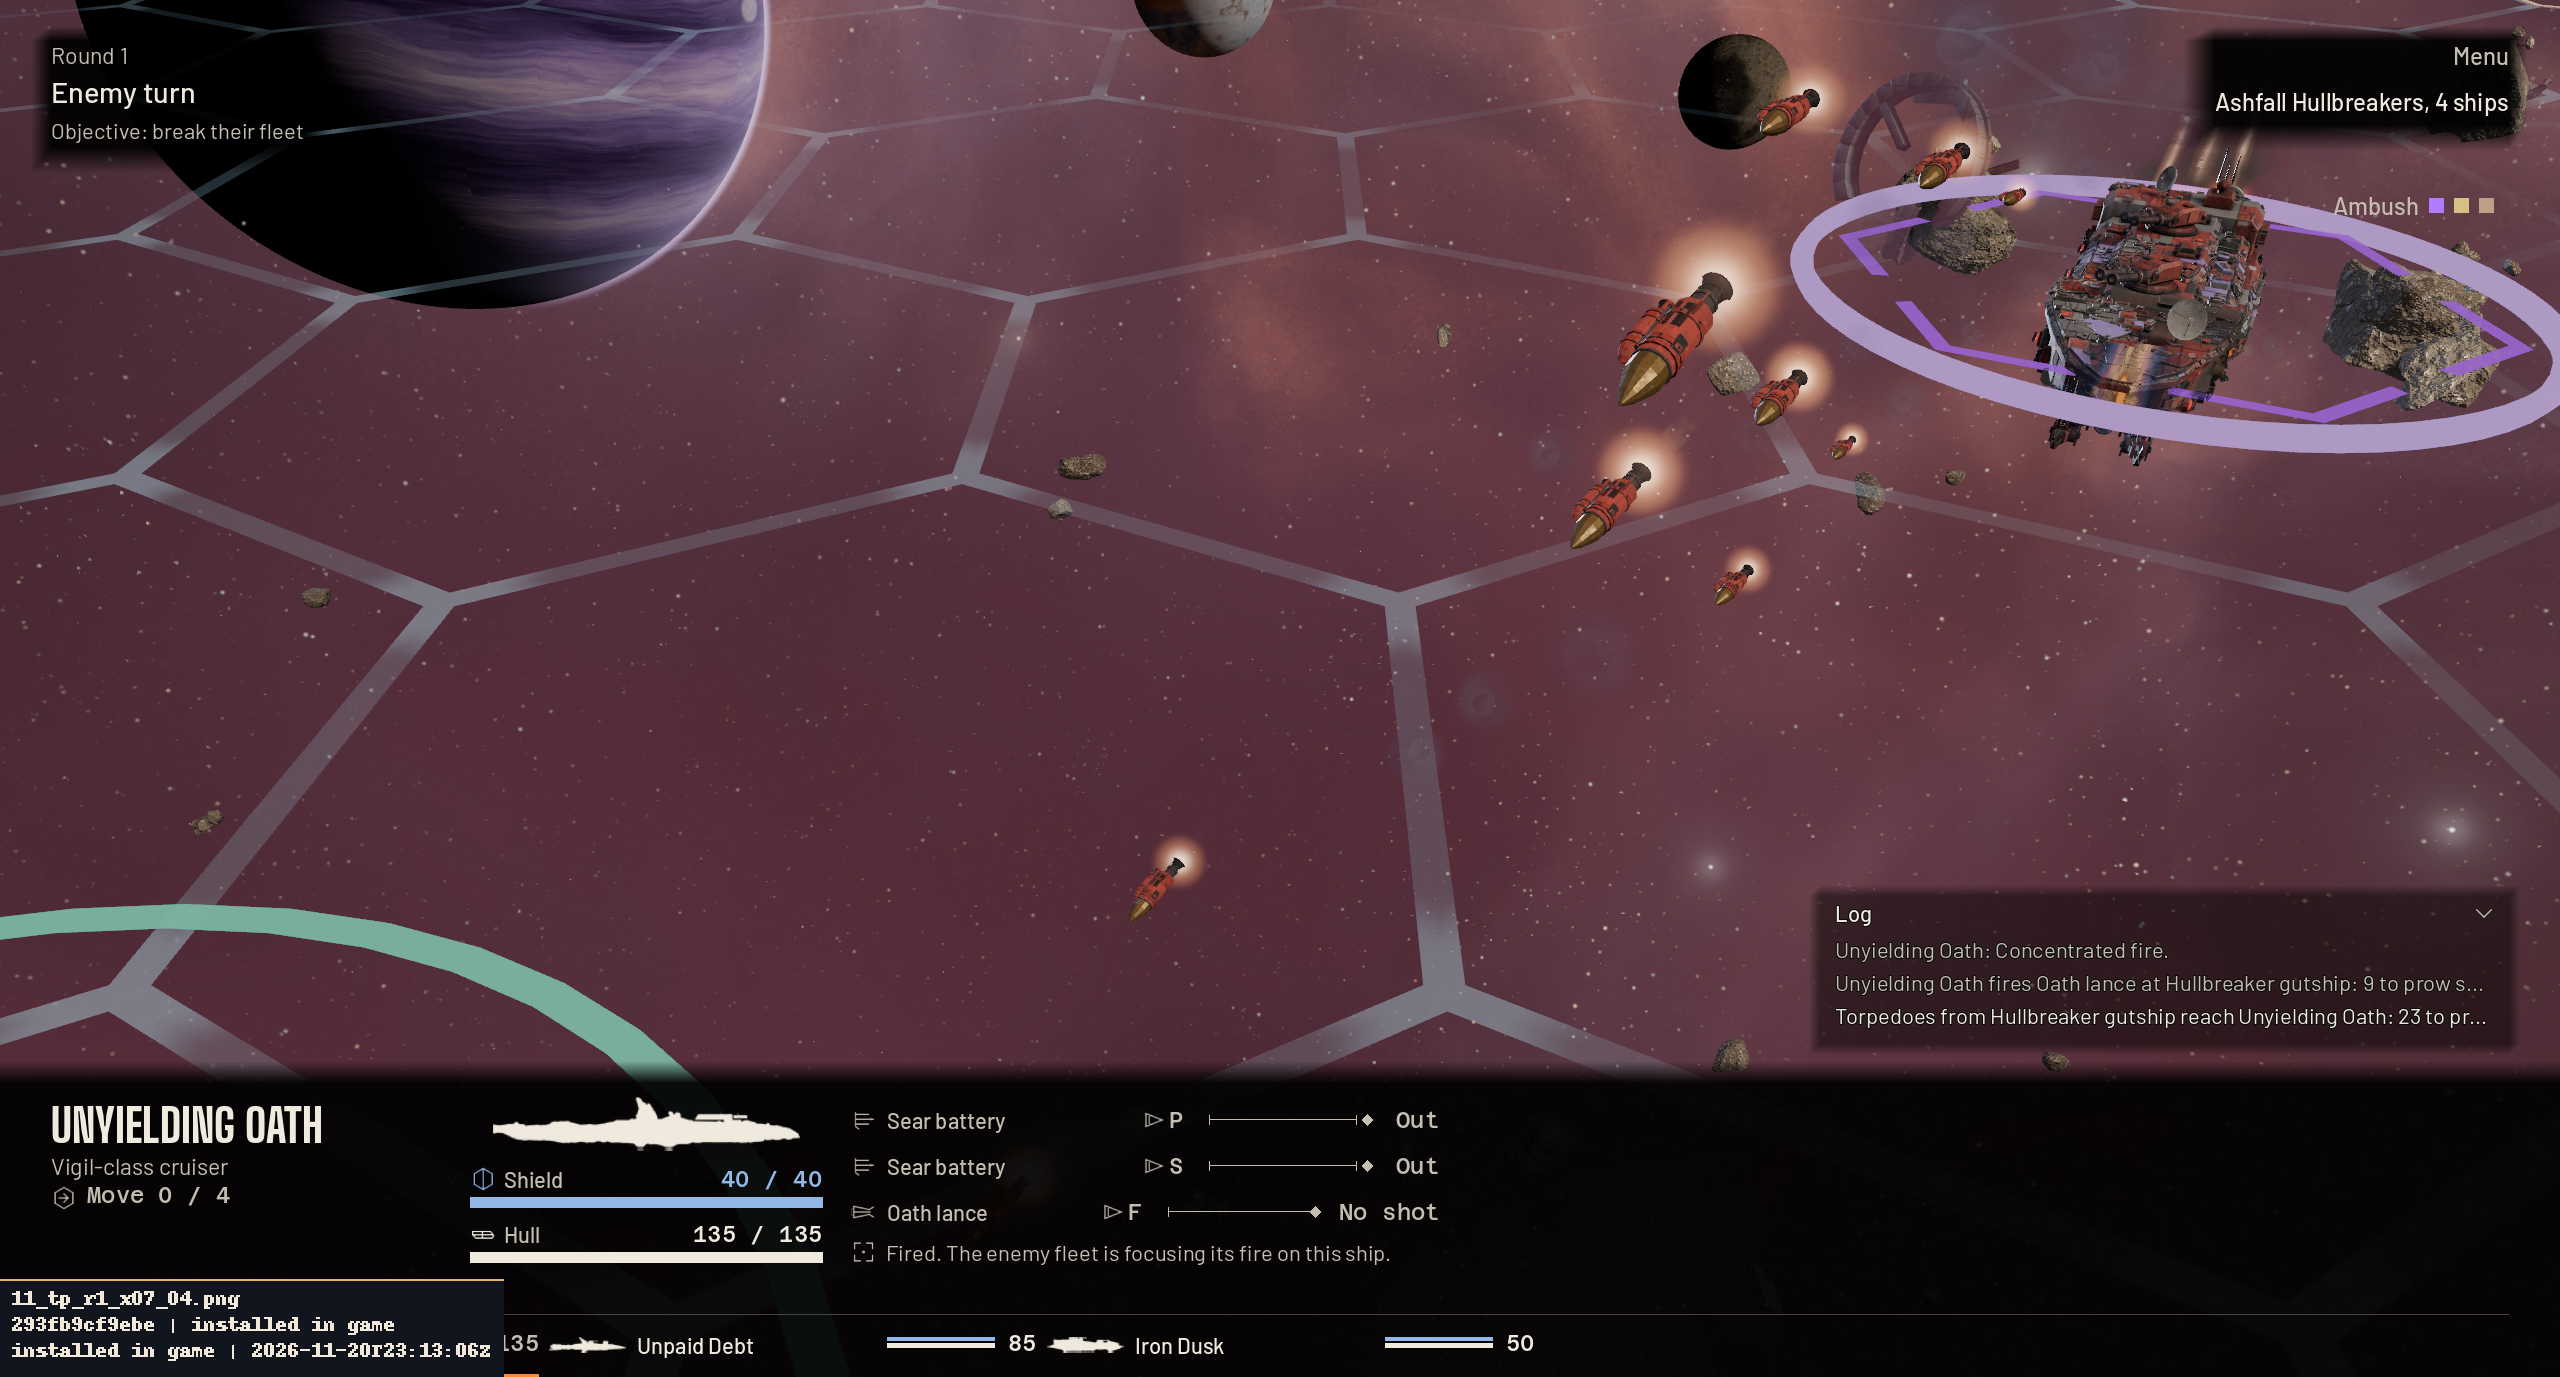 Round 1
Enemy turn
Objective: break their fleet
Menu
Ashfall Hullbreakers, 4 ships
Ambush
Log
Unyielding Oath: Concentrated fire.
Unyielding Oath fires Oath lance at Hullbreaker gutship: 9 to prow s...
Torpedoes from Hullbreaker gutship reach Unyielding Oath: 23 to pr...
UNYIELDING OATH
Vigil-class cruiser
Move 0 / 4
Shield 40 / 40
Hull 135 / 135
Sear battery P Out
Sear battery S Out
Oath lance F No shot
Fired. The enemy fleet is focusing its fire on this ship.
135 Unpaid Debt 85 Iron Dusk 50
11_tp_r1_x07_04.png
293fb9cf9ebe | installed in game
installed in game | 2026-11-20T23:13:06Z